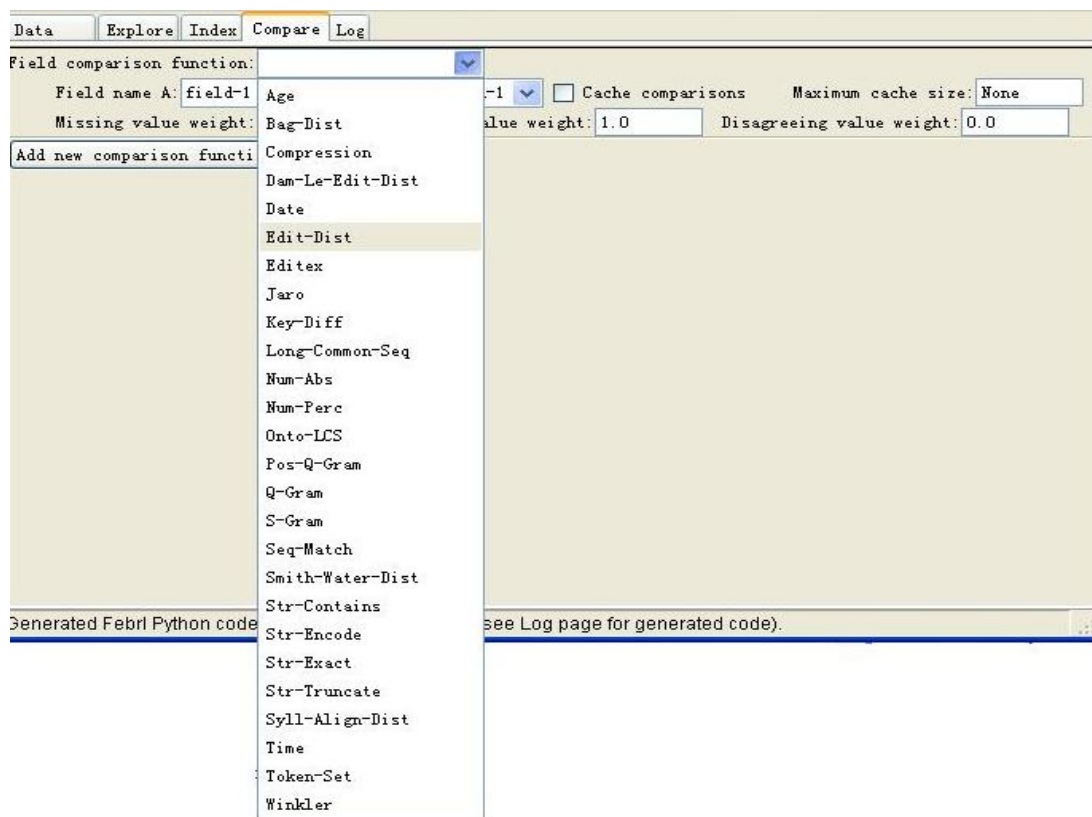 Data Explore Index Compare Log
Field comparison function:
Field name A: field-1 -1 Cache comparisons Maximum cache size: None
Missing value weight: alue weight: 1.0 Disagreeing value weight: 0.0
Add new comparison functi
Age
Bag-Dist
Compression
Dam-Le-Edit-Dist
Date
Edit-Dist
Editex
Jaro
Key-Diff
Long-Common-Seq
Num-Abs
Num-Perc
Onto-LCS
Pos-Q-Gram
Q-Gram
S-Gram
Seq-Match
Smith-Water-Dist
Str-Contains
Str-Encode
Str-Exact
Str-Truncate
Syll-Align-Dist
Time
Token-Set
Winkler
Generated Febrl Python code see Log page for generated code).